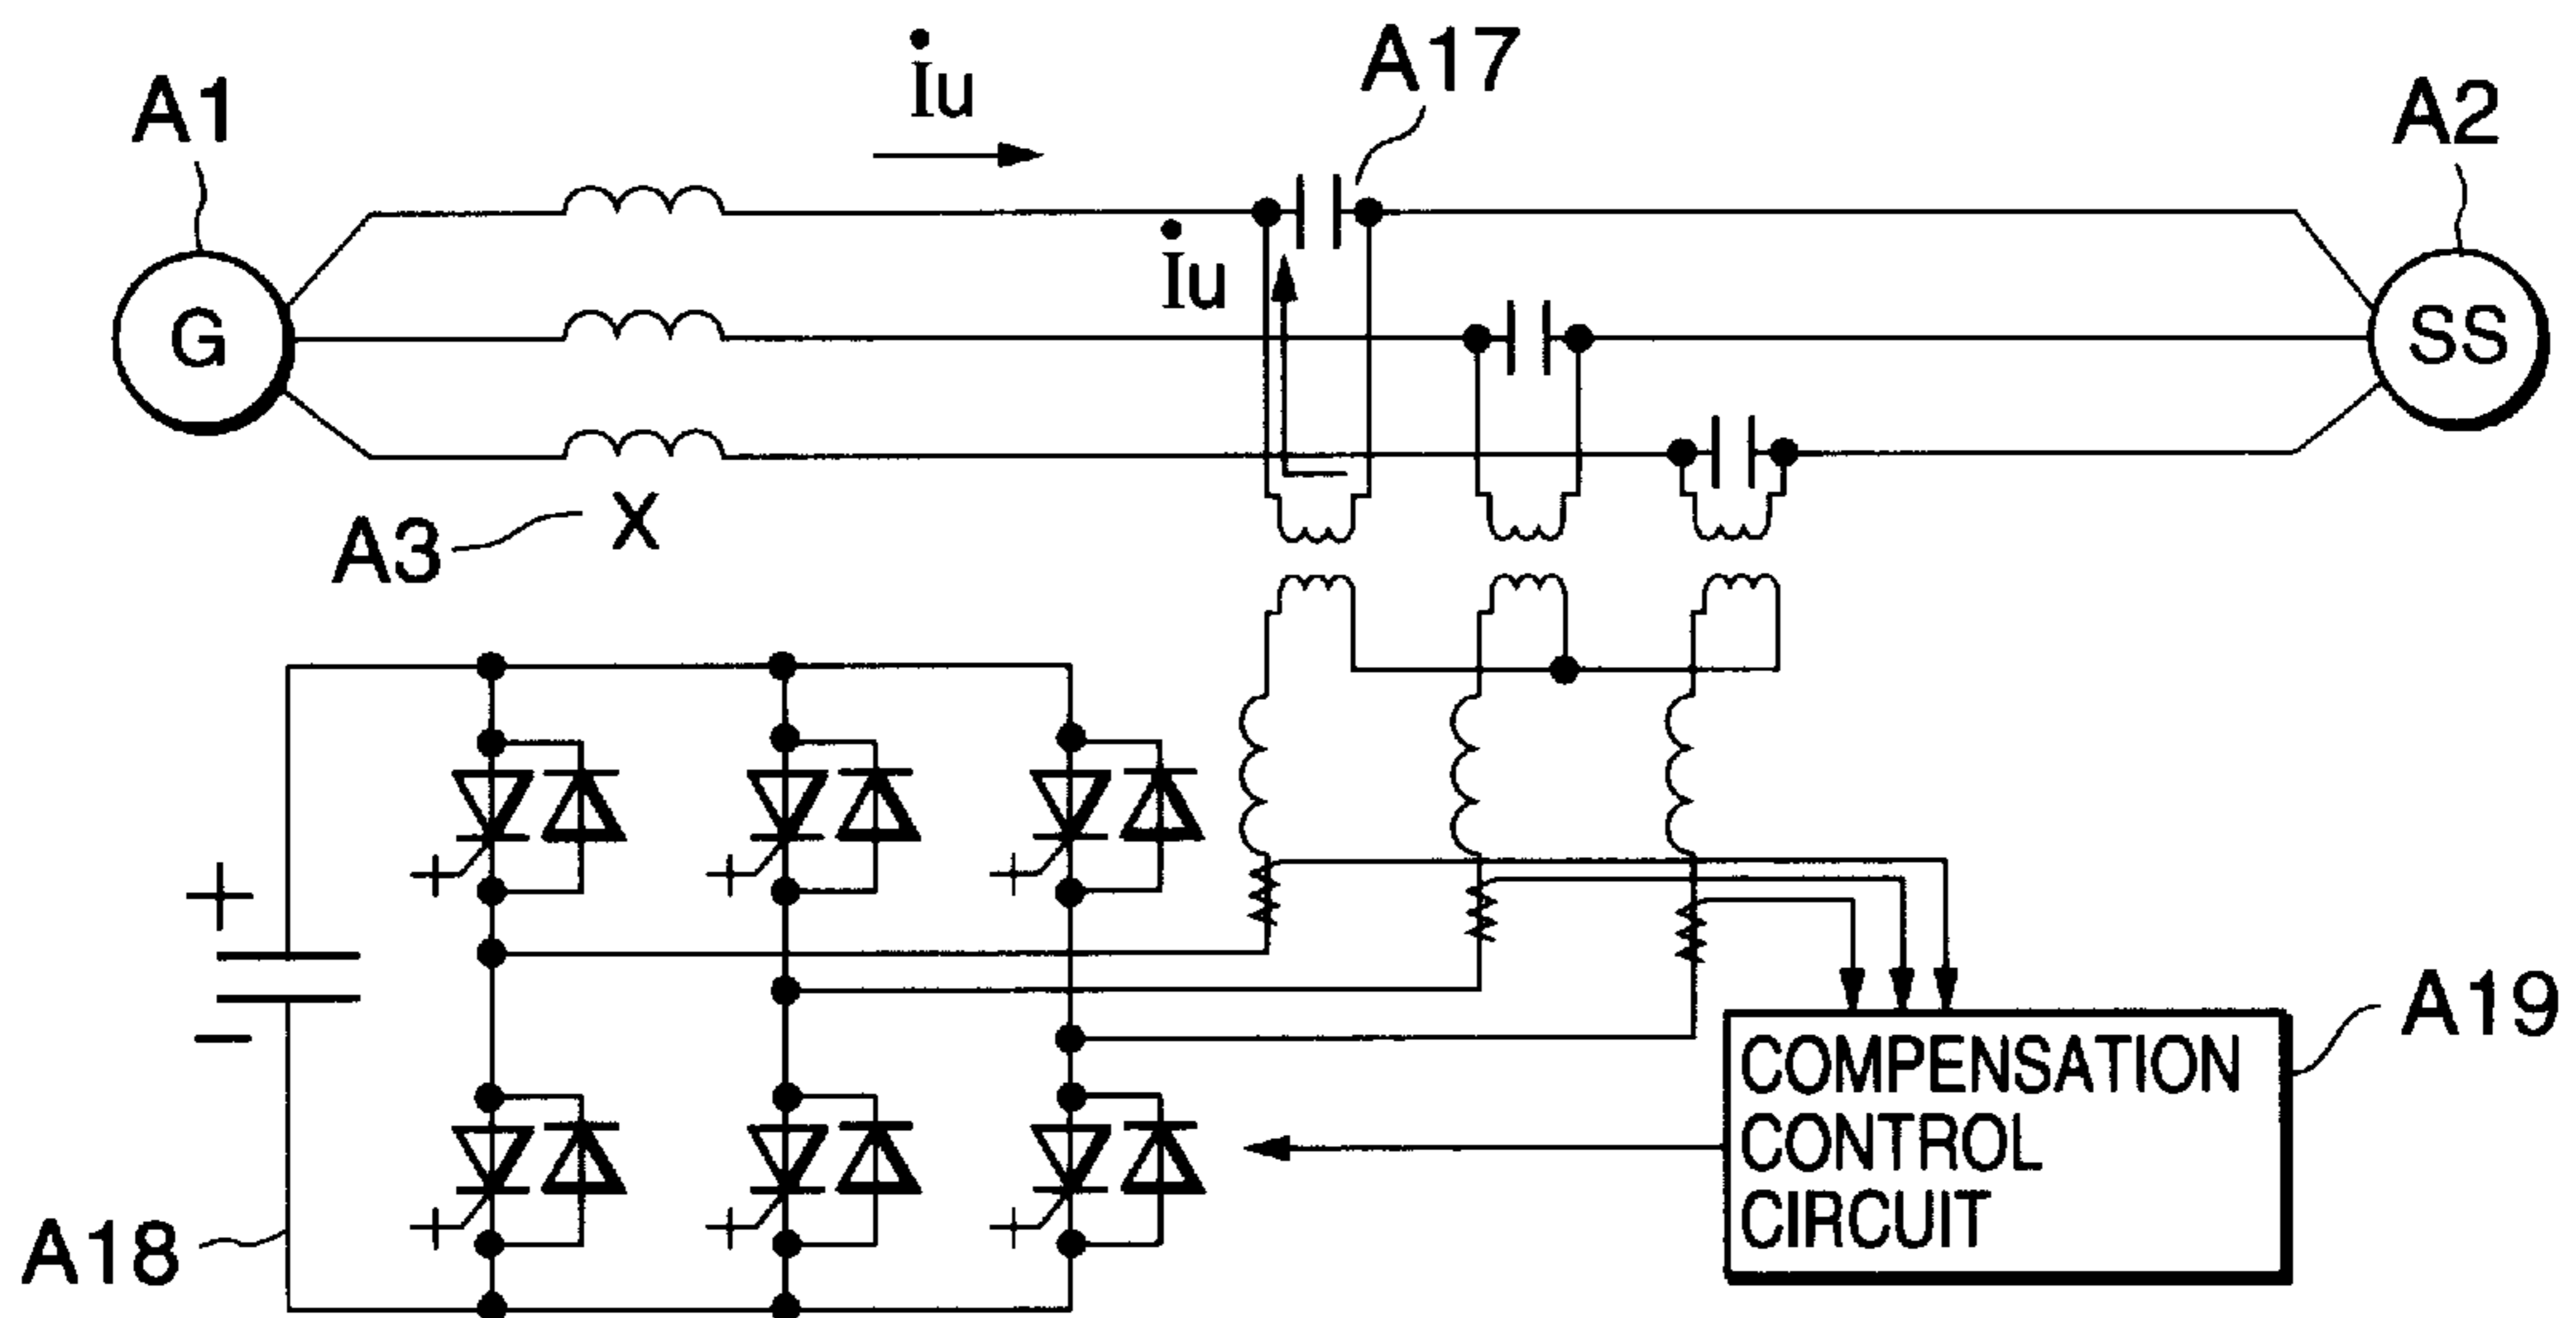 A1
İu
A17
A2
İu
G
SS
A3
X
+
−
A18
COMPENSATION
CONTROL
CIRCUIT
A19